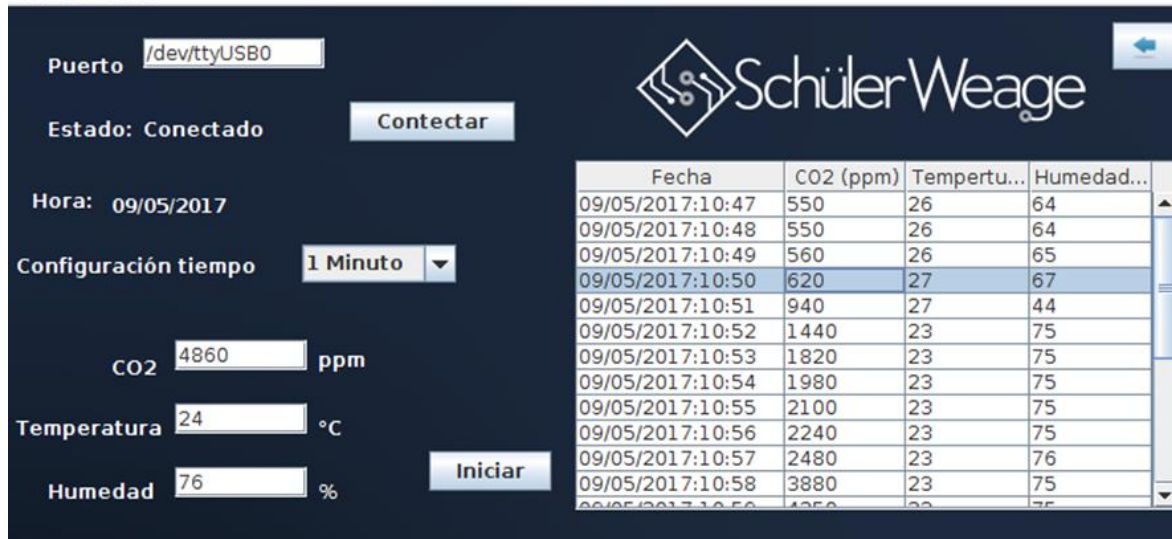 Puerto /dev/ttyUSB0
Estado: Conectado Contectar
Hora: 09/05/2017
Configuración tiempo 1 Minuto
CO2 4860 ppm
Temperatura 24 °C
Humedad 76 %
Iniciar
SchülerWeage
Fecha CO2 (ppm) Tempertu... Humedad...
09/05/2017:10:47 550 26 64
09/05/2017:10:48 550 26 64
09/05/2017:10:49 560 26 65
09/05/2017:10:50 620 27 67
09/05/2017:10:51 940 27 44
09/05/2017:10:52 1440 23 75
09/05/2017:10:53 1820 23 75
09/05/2017:10:54 1980 23 75
09/05/2017:10:55 2100 23 75
09/05/2017:10:56 2240 23 75
09/05/2017:10:57 2480 23 76
09/05/2017:10:58 3880 23 75